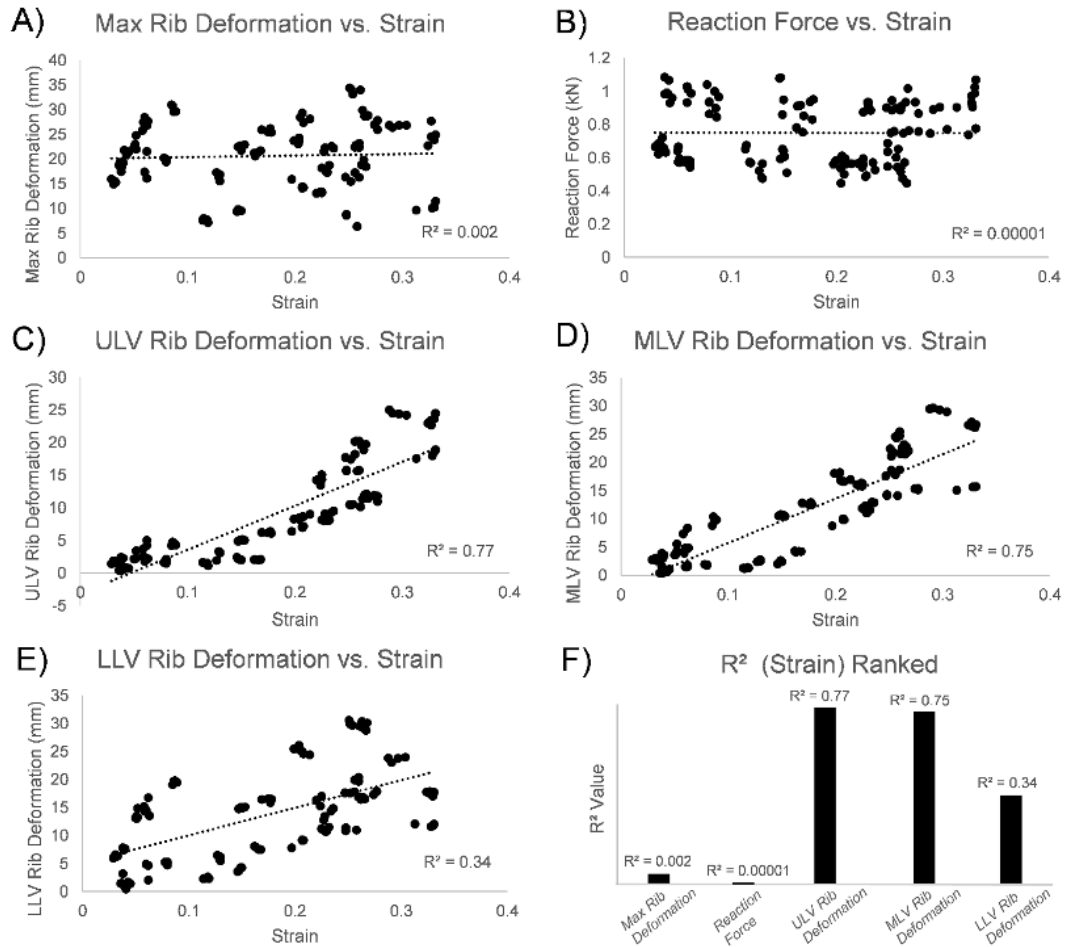 A)
Max Rib Deformation vs. Strain
Max Rib Deformation (mm)
40
35
30
25
20
15
10
5
0
0
0.1
0.2
0.3
0.4
Strain
R² = 0.002
B)
Reaction Force vs. Strain
Reaction Force (kN)
1.2
1
0.8
0.6
0.4
0.2
0
0
0.1
0.2
0.3
0.4
Strain
R² = 0.00001
C)
ULV Rib Deformation vs. Strain
ULV Rib Deformation (mm)
30
25
20
15
10
5
0
-5
0
0.1
0.2
0.3
0.4
Strain
R² = 0.77
D)
MLV Rib Deformation vs. Strain
MLV Rib Deformation (mm)
35
30
25
20
15
10
5
0
0
0.1
0.2
0.3
0.4
Strain
R² = 0.75
E)
LLV Rib Deformation vs. Strain
LLV Rib Deformation (mm)
35
30
25
20
15
10
5
0
0
0.1
0.2
0.3
0.4
Strain
R² = 0.34
F)
R² (Strain) Ranked
R² Value
R² = 0.002
R² = 0.00001
R² = 0.77
R² = 0.75
R² = 0.34
Max Rib
Deformation
Reaction
Force
ULV Rib
Deformation
MLV Rib
Deformation
LLV Rib
Deformation